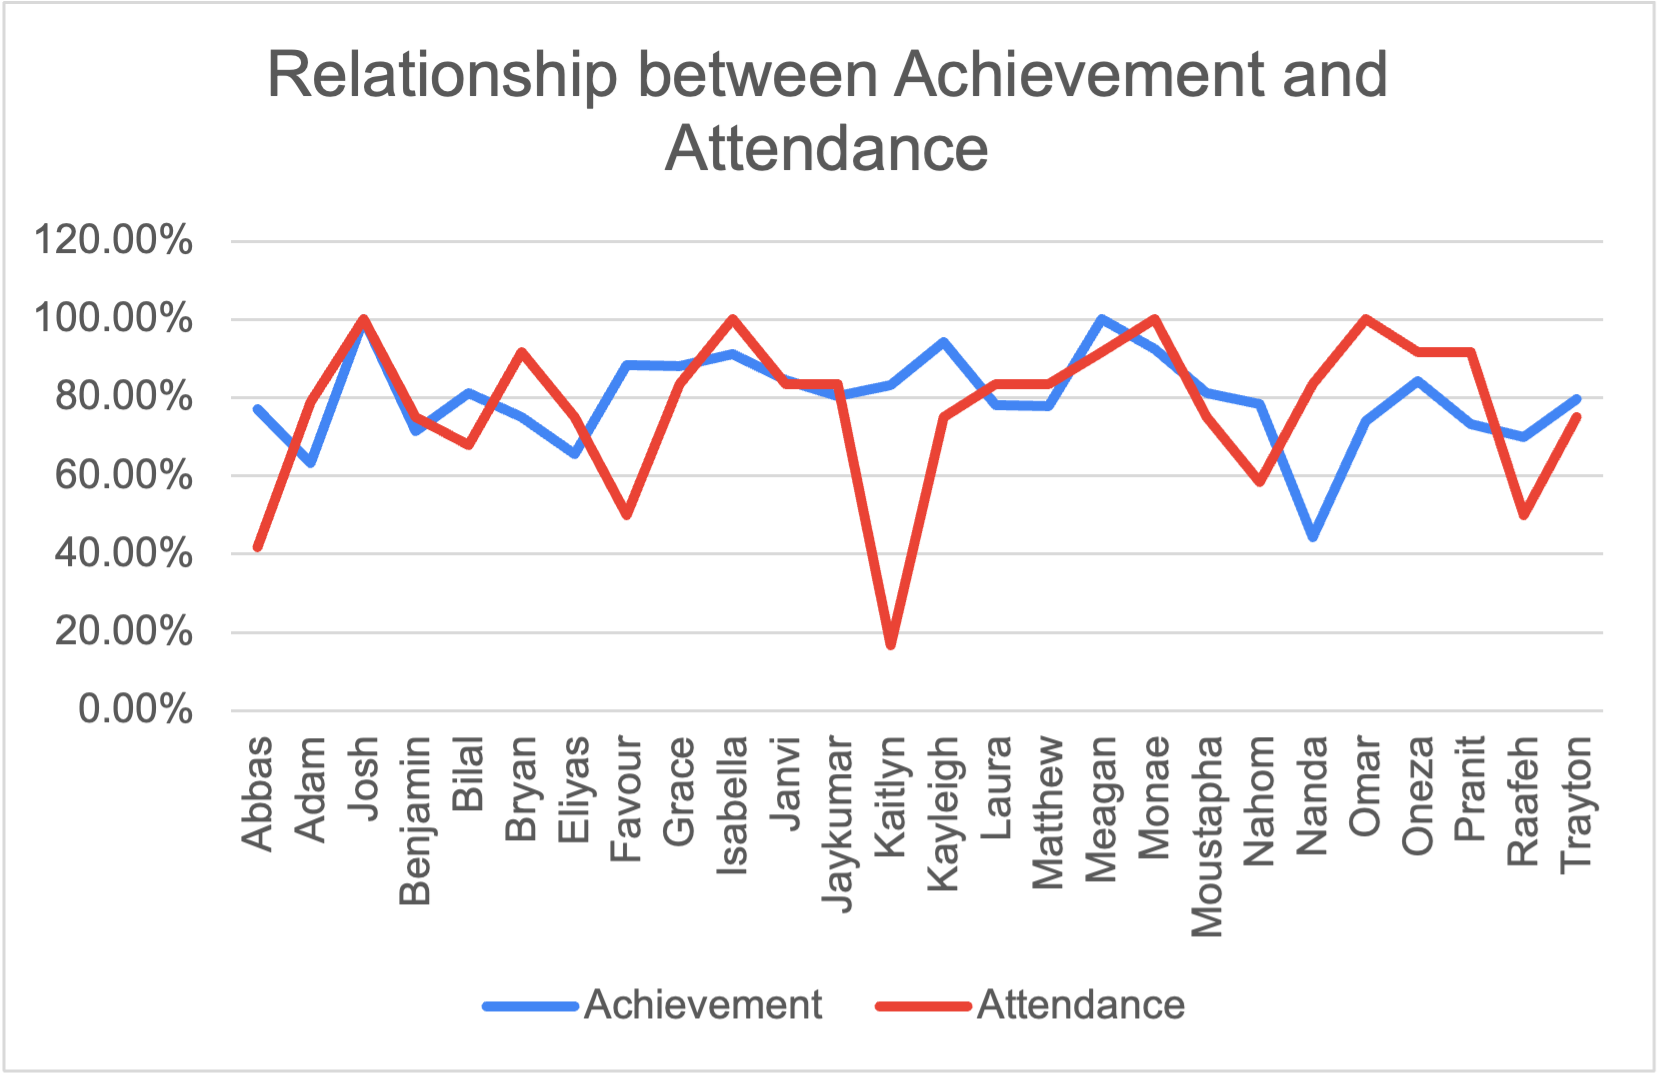 Relationship between Achievement and
Attendance
120.00%
100.00%
80.00%
60.00%
40.00%
20.00%
0.00%
Abbas
Adam
Josh
Benjamin
Bilal
Bryan
Eliyas
Favour
Grace
Isabella
Janvi
Jaykumar
Kaitlyn
Kayleigh
Laura
Matthew
Meagan
Monae
Moustapha
Nahom
Nanda
Omar
Oneza
Pranit
Raafeh
Trayton
Achievement Attendance